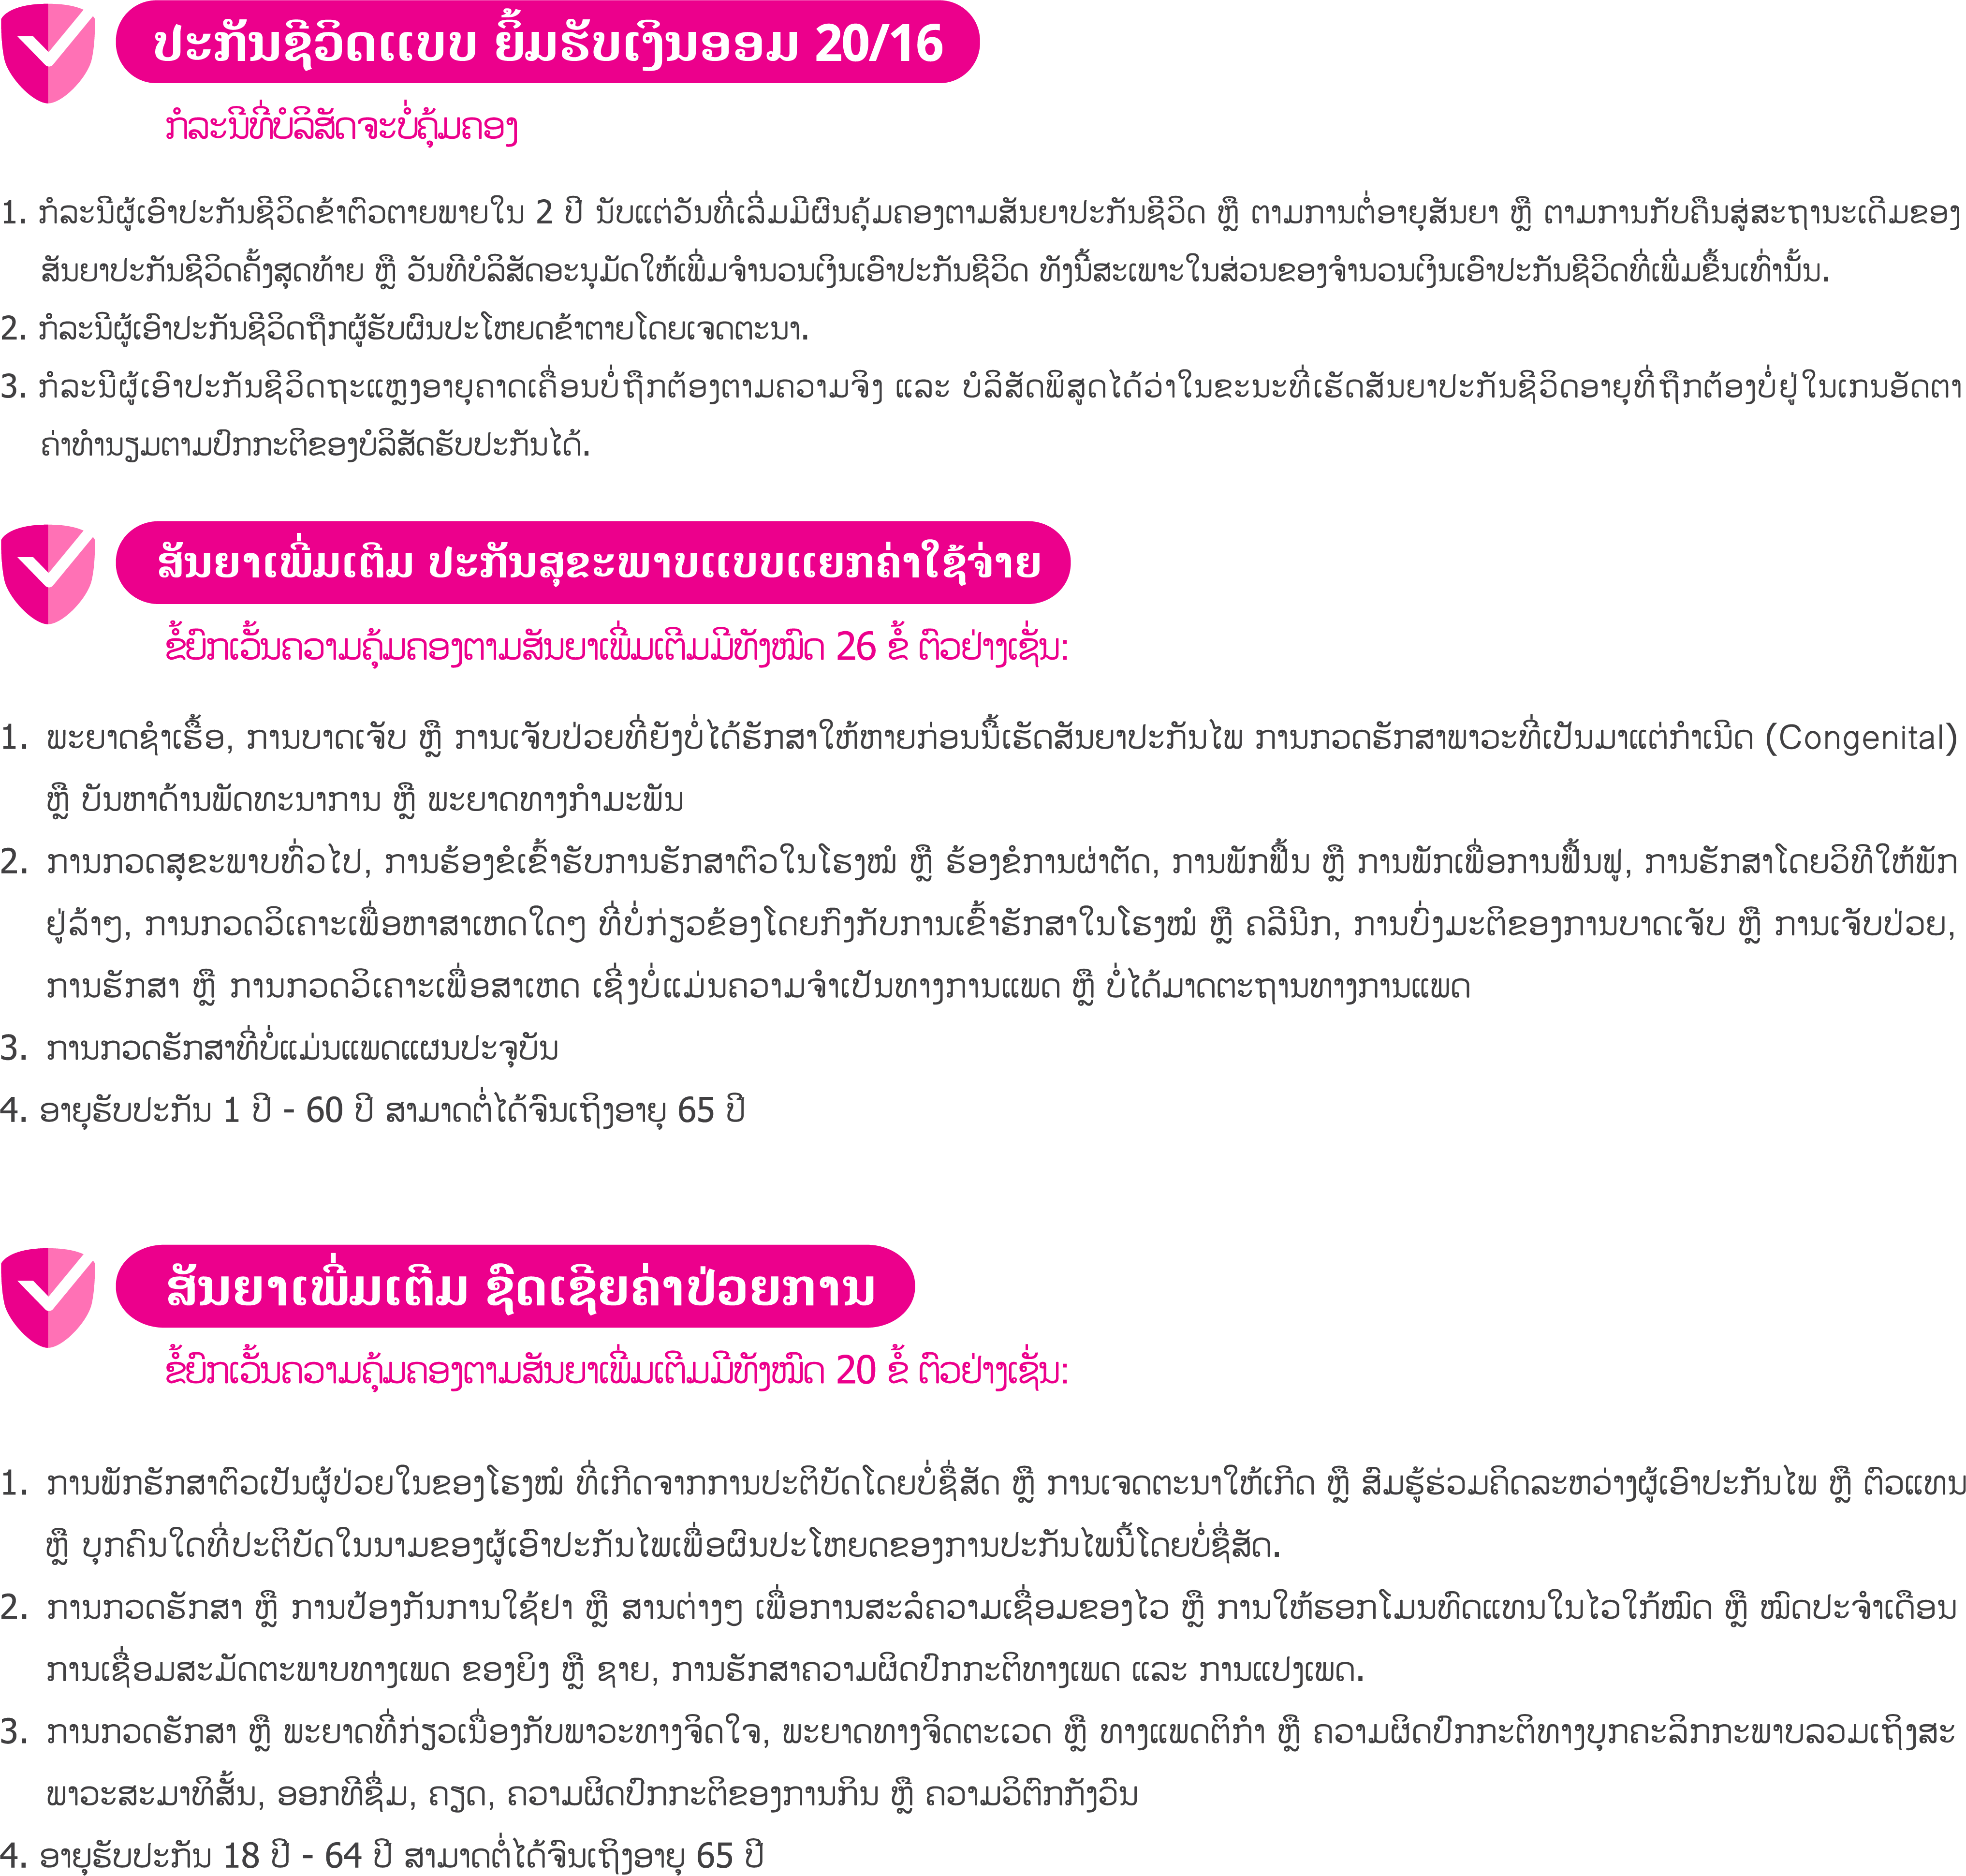 ປະກັນຊີວິດແບບ ຍິ້ມຮັບເງິນອອມ 20/16
ກໍລະນີທີ່ບໍລິສັດຈະບໍ່ຄຸ້ມຄອງ
1. ກໍລະນີຜູ້ເອົາປະກັນຊີວິດຂ້າຕົວຕາຍພາຍໃນ 2 ປີ ນັບແຕ່ວັນທີ່ເລີ່ມມີຜົນຄຸ້ມຄອງຕາມສັນຍາປະກັນຊີວິດ ຫຼື ຕາມການຕໍ່ອາຍຸສັນຍາ ຫຼື ຕາມການກັບຄືນສູ່ສະຖານະເດີມຂອງ
ສັນຍາປະກັນຊີວິດຄັ້ງສຸດທ້າຍ ຫຼື ວັນທີບໍລິສັດອະນຸມັດໃຫ້ເພີ່ມຈຳນວນເງິນເອົາປະກັນຊີວິດ ທັງນີ້ສະເພາະໃນສ່ວນຂອງຈຳນວນເງິນເອົາປະກັນຊີວິດທີ່ເພີ່ມຂຶ້ນເທົ່ານັ້ນ.
2. ກໍລະນີຜູ້ເອົາປະກັນຊີວິດຖືກຜູ້ຮັບຜົນປະໂຫຍດຂ້າຕາຍໂດຍເຈດຕະນາ.
3. ກໍລະນີຜູ້ເອົາປະກັນຊີວິດຖະແຫຼງອາຍຸຄາດເຄື່ອນບໍ່ຖືກຕ້ອງຕາມຄວາມຈິງ ແລະ ບໍລິສັດພິສູດໄດ້ວ່າໃນຂະນະທີ່ເຮັດສັນຍາປະກັນຊີວິດອາຍຸທີ່ຖືກຕ້ອງບໍ່ຢູ່ໃນເກນອັດຕາ
ຄ່າທຳນຽມຕາມປົກກະຕິຂອງບໍລິສັດຮັບປະກັນໄດ້.
ສັນຍາເພີ່ມເຕີມ ປະກັນສຸຂະພາບແບບແຍກຄ່າໃຊ້ຈ່າຍ
ຂໍ້ຍົກເວັ້ນຄວາມຄຸ້ມຄອງຕາມສັນຍາເພີ່ມເຕີມມີທັງໝົດ 26 ຂໍ້ ຕົວຢ່າງເຊັ່ນ:
1. ພະຍາດຊຳເຮື້ອ, ການບາດເຈັບ ຫຼື ການເຈັບປ່ວຍທີ່ຍັງບໍ່ໄດ້ຮັກສາໃຫ້ຫາຍກ່ອນນີ້ເຮັດສັນຍາປະກັນໄພ ການກວດຮັກສາພາວະທີ່ເປັນມາແຕ່ກຳເນີດ (Congenital)
ຫຼື ບັນຫາດ້ານພັດທະນາການ ຫຼື ພະຍາດທາງກຳມະພັນ
2. ການກວດສຸຂະພາບທົ່ວໄປ, ການຮ້ອງຂໍເຂົ້າຮັບການຮັກສາຕົວໃນໂຮງໝໍ ຫຼື ຮ້ອງຂໍການຜ່າຕັດ, ການພັກຟື້ນ ຫຼື ການພັກເພື່ອການຟື້ນຟູ, ການຮັກສາໂດຍວິທີໃຫ້ພັກ
ຢູ່ລ້າໆ, ການກວດວິເຄາະເພື່ອຫາສາເຫດໃດໆ ທີ່ບໍ່ກ່ຽວຂ້ອງໂດຍກົງກັບການເຂົ້າຮັກສາໃນໂຮງໝໍ ຫຼື ຄລີນີກ, ການບົ່ງມະຕິຂອງການບາດເຈັບ ຫຼື ການເຈັບປ່ວຍ,
ການຮັກສາ ຫຼື ການກວດວິເຄາະເພື່ອສາເຫດ ເຊີ່ງບໍ່ແມ່ນຄວາມຈຳເປັນທາງການແພດ ຫຼື ບໍ່ໄດ້ມາດຕະຖານທາງການແພດ
3. ການກວດຮັກສາທີ່ບໍ່ແມ່ນແພດແຜນປະຈຸບັນ
4. ອາຍຸຮັບປະກັນ 1 ປີ - 60 ປີ ສາມາດຕໍ່ໄດ້ຈົນເຖິງອາຍຸ 65 ປີ
ສັນຍາເພີ່ມເຕີມ ຊົດເຊີຍຄ່າປ່ວຍການ
ຂໍ້ຍົກເວັ້ນຄວາມຄຸ້ມຄອງຕາມສັນຍາເພີ່ມເຕີມມີທັງໝົດ 20 ຂໍ້ ຕົວຢ່າງເຊັ່ນ:
1. ການພັກຮັກສາຕົວເປັນຜູ້ປ່ວຍໃນຂອງໂຮງໝໍ ທີ່ເກີດຈາກການປະຕິບັດໂດຍບໍ່ຊື່ສັດ ຫຼື ການເຈດຕະນາໃຫ້ເກີດ ຫຼື ສົມຮູ້ຮ່ວມຄິດລະຫວ່າງຜູ້ເອົາປະກັນໄພ ຫຼື ຕົວແທນ
ຫຼື ບຸກຄົນໃດທີ່ປະຕິບັດໃນນາມຂອງຜູ້ເອົາປະກັນໄພເພື່ອຜົນປະໂຫຍດຂອງການປະກັນໄພນີ້ໂດຍບໍ່ຊື່ສັດ.
2. ການກວດຮັກສາ ຫຼື ການປ້ອງກັນການໃຊ້ຢາ ຫຼື ສານຕ່າງໆ ເພື່ອການສະລໍຄວາມເຊື່ອມຂອງໄວ ຫຼື ການໃຫ້ຮອກໂມນທົດແທນໃນໄວໃກ້ໝົດ ຫຼື ໝົດປະຈຳເດືອນ
ການເຊື່ອມສະມັດຕະພາບທາງເພດ ຂອງຍິງ ຫຼື ຊາຍ, ການຮັກສາຄວາມຜິດປົກກະຕິທາງເພດ ແລະ ການແປງເພດ.
3. ການກວດຮັກສາ ຫຼື ພະຍາດທີ່ກ່ຽວເນື່ອງກັບພາວະທາງຈິດໃຈ, ພະຍາດທາງຈິດຕະເວດ ຫຼື ທາງແພດຕິກຳ ຫຼື ຄວາມຜິດປົກກະຕິທາງບຸກຄະລິກກະພາບລວມເຖິງສະ
ພາວະສະມາທິສັ້ນ, ອອກທີຊື່ມ, ຄຽດ, ຄວາມຜິດປົກກະຕິຂອງການກິນ ຫຼື ຄວາມວິຕົກກັງວົນ
4. ອາຍຸຮັບປະກັນ 18 ປີ - 64 ປີ ສາມາດຕໍ່ໄດ້ຈົນເຖິງອາຍຸ 65 ປີ